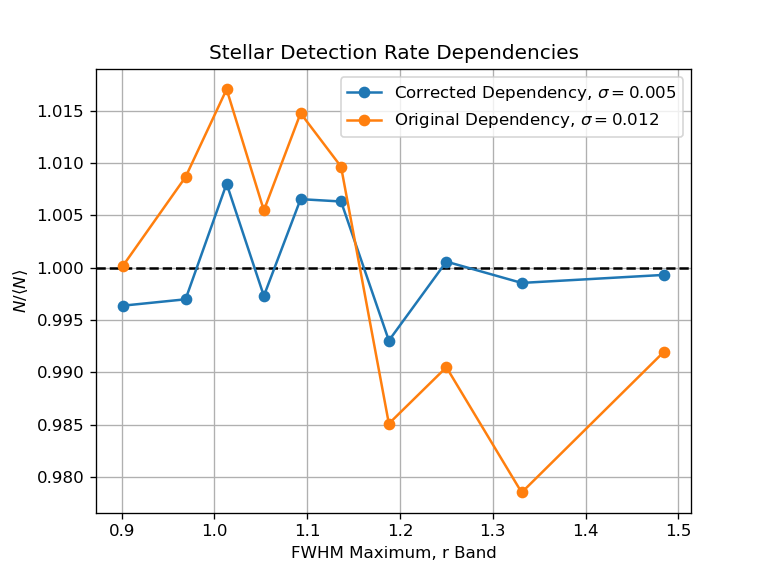 Stellar Detection Rate Dependencies
Corrected Dependency, σ = 0.005
Original Dependency, σ = 0.012
1.015
1.010
1.005
1.000
0.995
0.990
0.985
0.980
N/⟨N⟩
0.9 1.0 1.1 1.2 1.3 1.4 1.5
FWHM Maximum, r Band